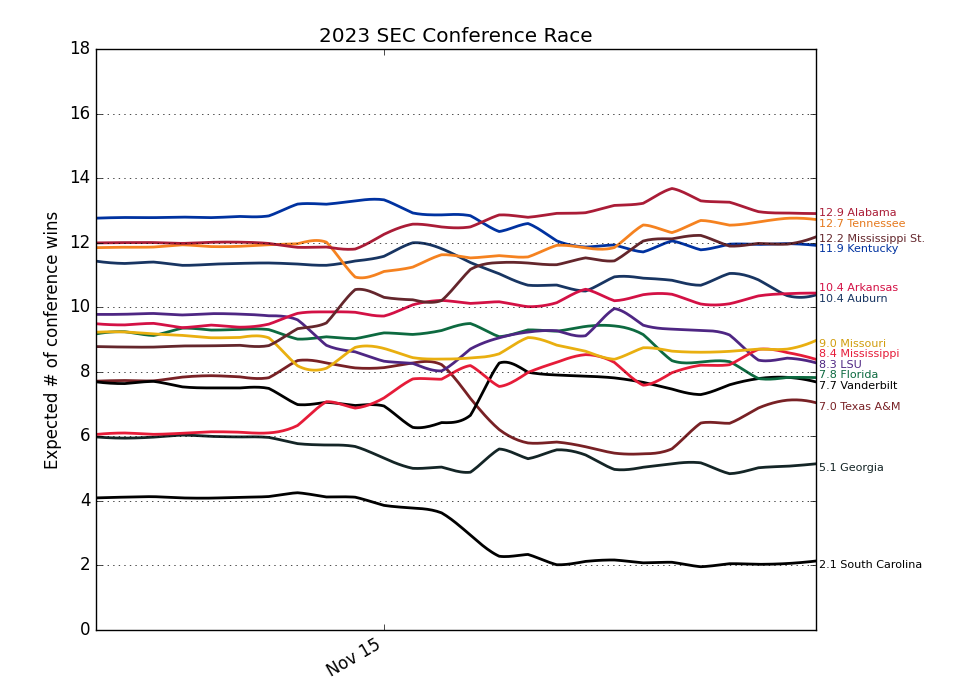 2023 SEC Conference Race
Expected # of conference wins
18
16
14
12
10
8
6
4
2
0
Nov 15
12.9 Alabama
12.7 Tennessee
12.2 Mississippi St.
11.9 Kentucky
10.4 Arkansas
10.4 Auburn
9.0 Missouri
8.4 Mississippi
8.3 LSU
7.8 Florida
7.7 Vanderbilt
7.0 Texas A&M
5.1 Georgia
2.1 South Carolina